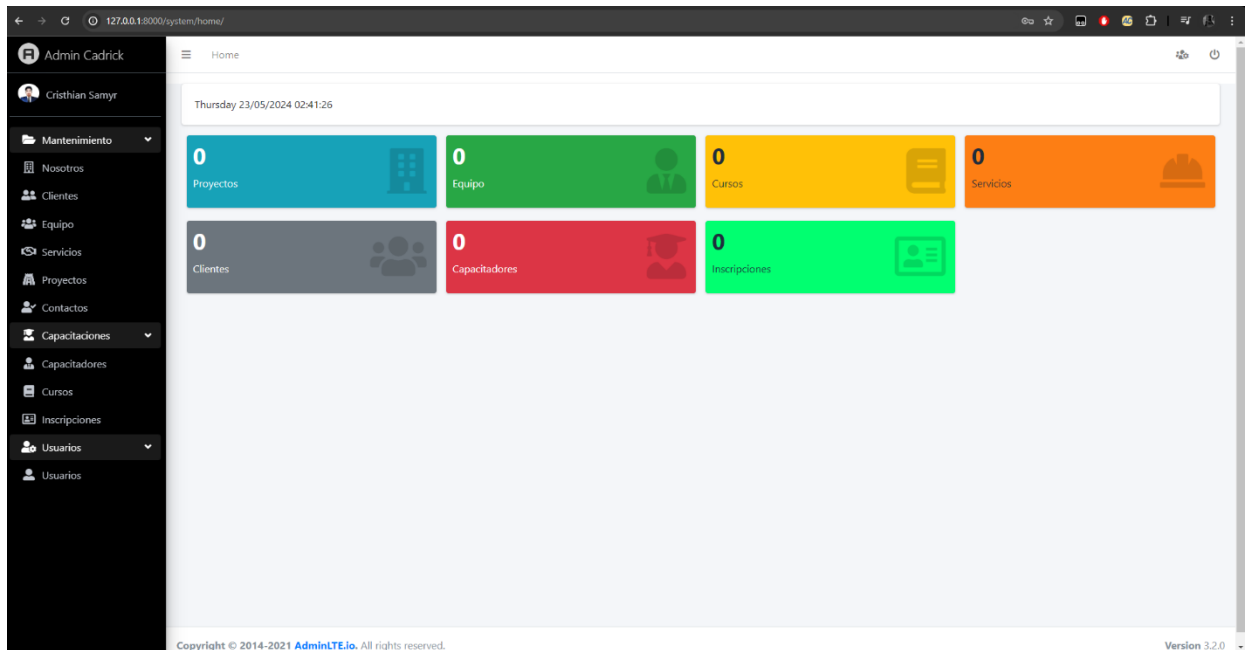 127.0.0.1:8000/system/home/
Admin Cadrick
Home
Cristhian Samyr
Thursday 23/05/2024 02:41:26
Mantenimiento
Nosotros
Clientes
Equipo
Servicios
Proyectos
Contactos
Capacitaciones
Capacitadores
Cursos
Inscripciones
Usuarios
Usuarios
0
Proyectos
0
Equipo
0
Cursos
0
Servicios
0
Clientes
0
Capacitadores
0
Inscripciones
Copyright © 2014-2021 AdminLTE.io. All rights reserved.
Version 3.2.0